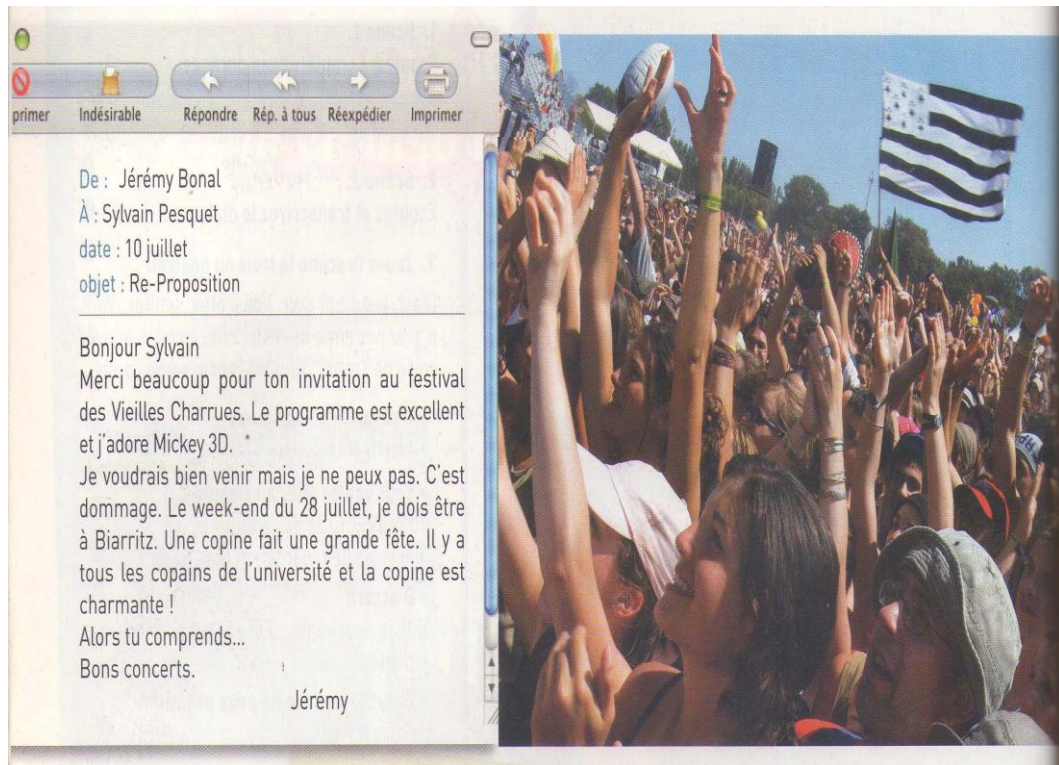 primer Indésirable Répondre Rép. à tous Réexpédier Imprimer
De : Jérémy Bonal
À : Sylvain Pesquet
date : 10 juillet
objet : Re-Proposition
Bonjour Sylvain
Merci beaucoup pour ton invitation au festival
des Vieilles Charrues. Le programme est excellent
et j'adore Mickey 3D.
Je voudrais bien venir mais je ne peux pas. C'est
dommage. Le week-end du 28 juillet, je dois être
à Biarritz. Une copine fait une grande fête. Il y a
tous les copains de l'université et la copine est
charmante !
Alors tu comprends...
Bons concerts.
Jérémy